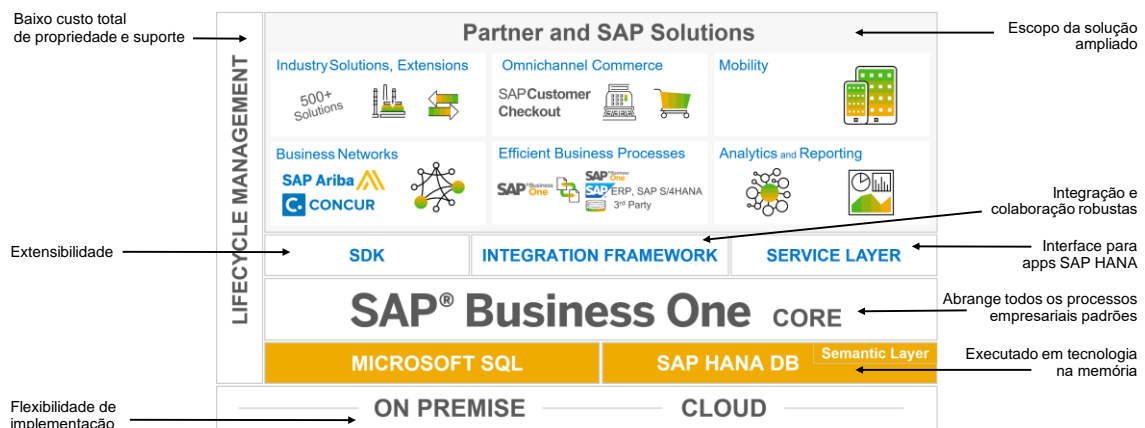 Baixo custo total
de propriedade e suporte
LIFECYCLE MANAGEMENT
Partner and SAP Solutions
Escopo da solução
ampliado
Industry Solutions, Extensions
500+
Solutions
Omnichannel Commerce
SAP Customer
Checkout
Mobility
Business Networks
SAP Ariba
C. CONCUR
Efficient Business Processes
SAP Business One
SAP Business One
SAP ERP, SAP S/4HANA
3rd Party
Analytics and Reporting
Integração e
colaboração robustas
Extensibilidade
SDK
INTEGRATION FRAMEWORK
SERVICE LAYER
Interface para
apps SAP HANA
SAP® Business One CORE
Abrange todos os processos
empresariais padrões
MICROSOFT SQL
SAP HANA DB
Semantic Layer
Executado em tecnologia
na memória
Flexibilidade de
implementação
ON PREMISE
CLOUD